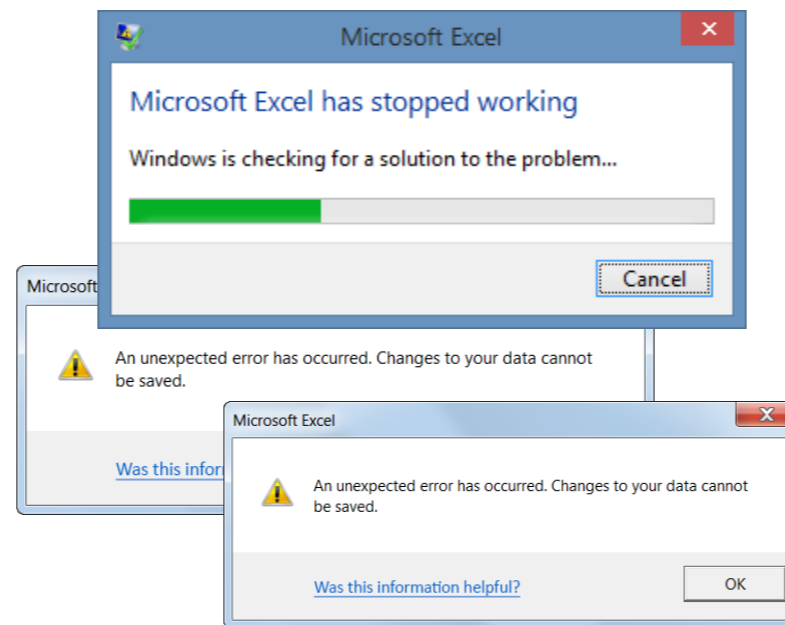 Microsoft Excel
Microsoft Excel has stopped working
Windows is checking for a solution to the problem...
Cancel
Microsoft
An unexpected error has occurred. Changes to your data cannot
be saved.
Was this infor
Microsoft Excel
An unexpected error has occurred. Changes to your data cannot
be saved.
Was this information helpful?
OK